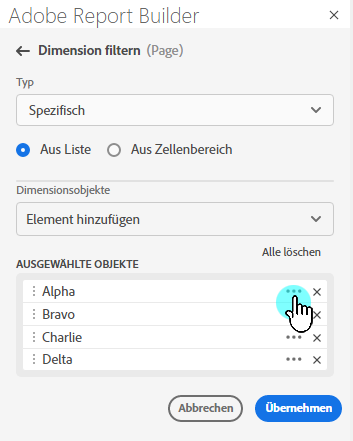 Adobe Report Builder
Dimension filtern (Page)
Typ
Spezifisch
Aus Liste Aus Zellenbereich
Dimensionsobjekte
Element hinzufügen
Alle löschen
AUSGEWÄHLTE OBJEKTE
Alpha
Bravo
Charlie
Delta
Abbrechen Übernehmen